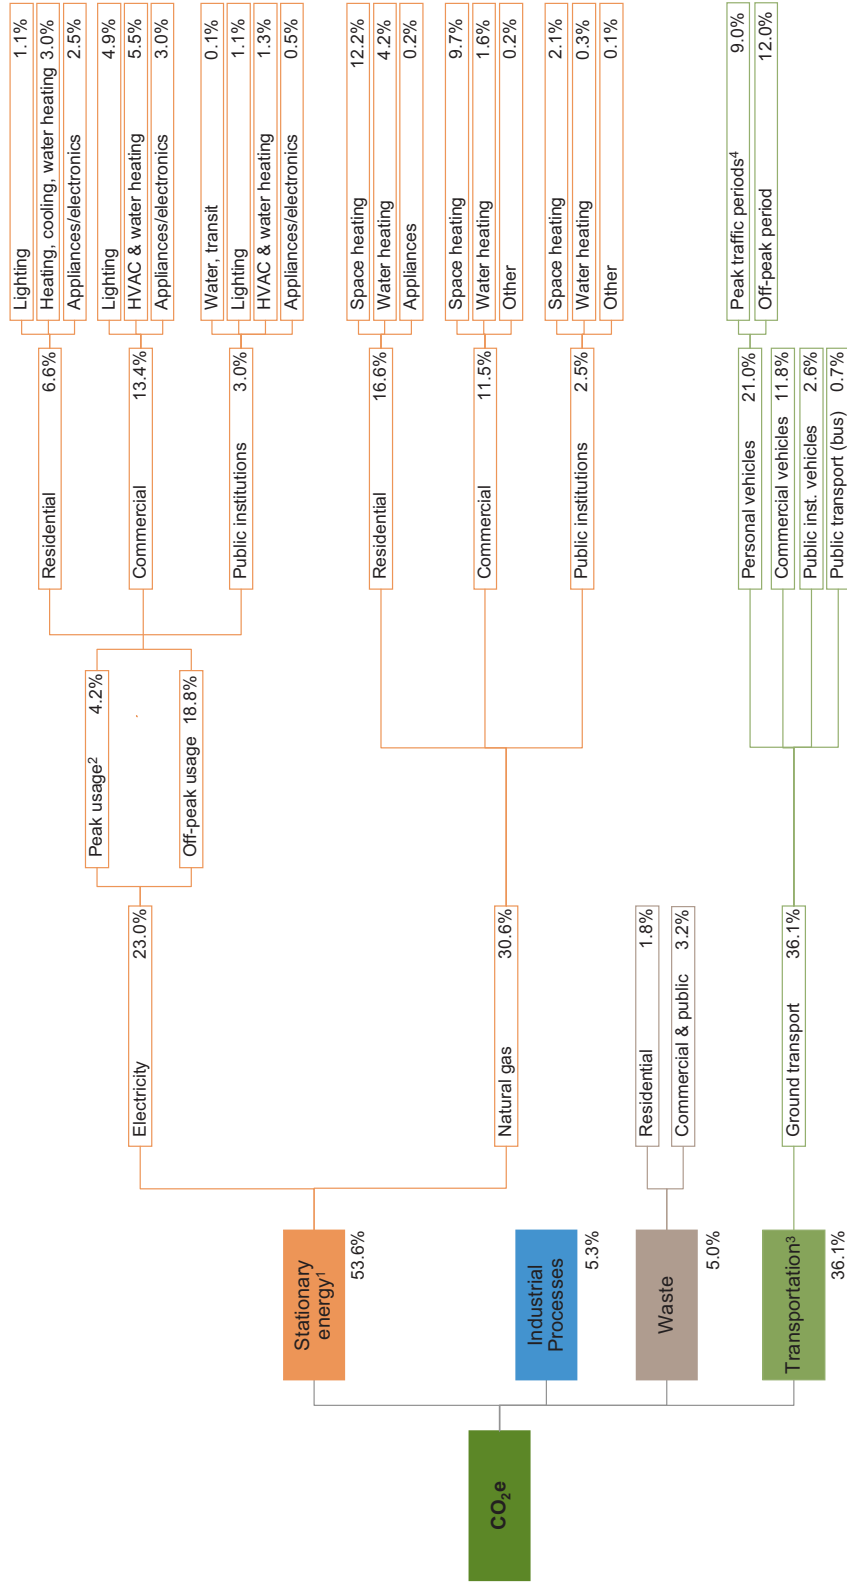 CO₂e
Stationary
energy¹
53.6%
Electricity 23.0%
Peak usage² 4.2%
Off-peak usage 18.8%
Residential 6.6%
Lighting 1.1%
Heating, cooling, water heating 3.0%
Appliances/electronics 2.5%
Commercial 13.4%
Lighting 4.9%
HVAC & water heating 5.5%
Appliances/electronics 3.0%
Public institutions 3.0%
Water, transit 0.1%
Lighting 1.1%
HVAC & water heating 1.3%
Appliances/electronics 0.5%
Natural gas 30.6%
Residential 16.6%
Space heating 12.2%
Water heating 4.2%
Appliances 0.2%
Commercial 11.5%
Space heating 9.7%
Water heating 1.6%
Other 0.2%
Public institutions 2.5%
Space heating 2.1%
Water heating 0.3%
Other 0.1%
Industrial
Processes
5.3%
Waste
5.0%
Residential 1.8%
Commercial & public 3.2%
Transportation³
36.1%
Ground transport 36.1%
Personal vehicles 21.0%
Peak traffic periods⁴ 9.0%
Off-peak period 12.0%
Commercial vehicles 11.8%
Public inst. vehicles 2.6%
Public transport (bus) 0.7%